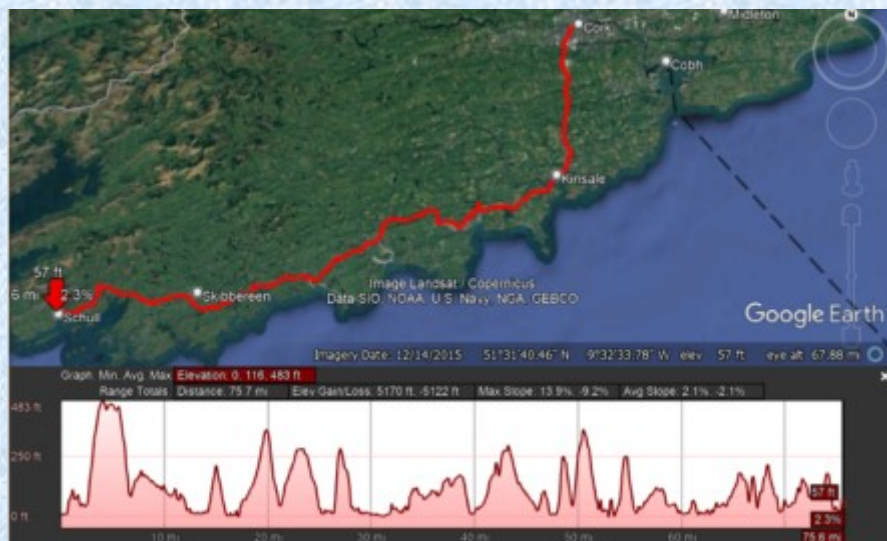 Midleton
N
Cork
Cobh
Kinsale
57 ft
2.3%
Skibbereen
Schull
Image Landsat / Copernicus
Data SIO, NOAA, U.S. Navy, NGA, GEBCO
Google Earth
Imagery Date: 12/14/2015 51°31'40.46" N 9°32'33.78" W elev 57 ft eye alt 67.88 mi
Graph: Min, Avg, Max Elevation: 0, 116, 483 ft
Range Totals: Distance: 75.7 mi Elev Gain/Loss: 5170 ft, -5122 ft Max Slope: 13.9%, -9.2% Avg Slope: 2.1%, -2.1%
483 ft
250 ft
57 ft
0 ft
2.3%
10 mi 20 mi 30 mi 40 mi 50 mi 60 mi 75.6 mi